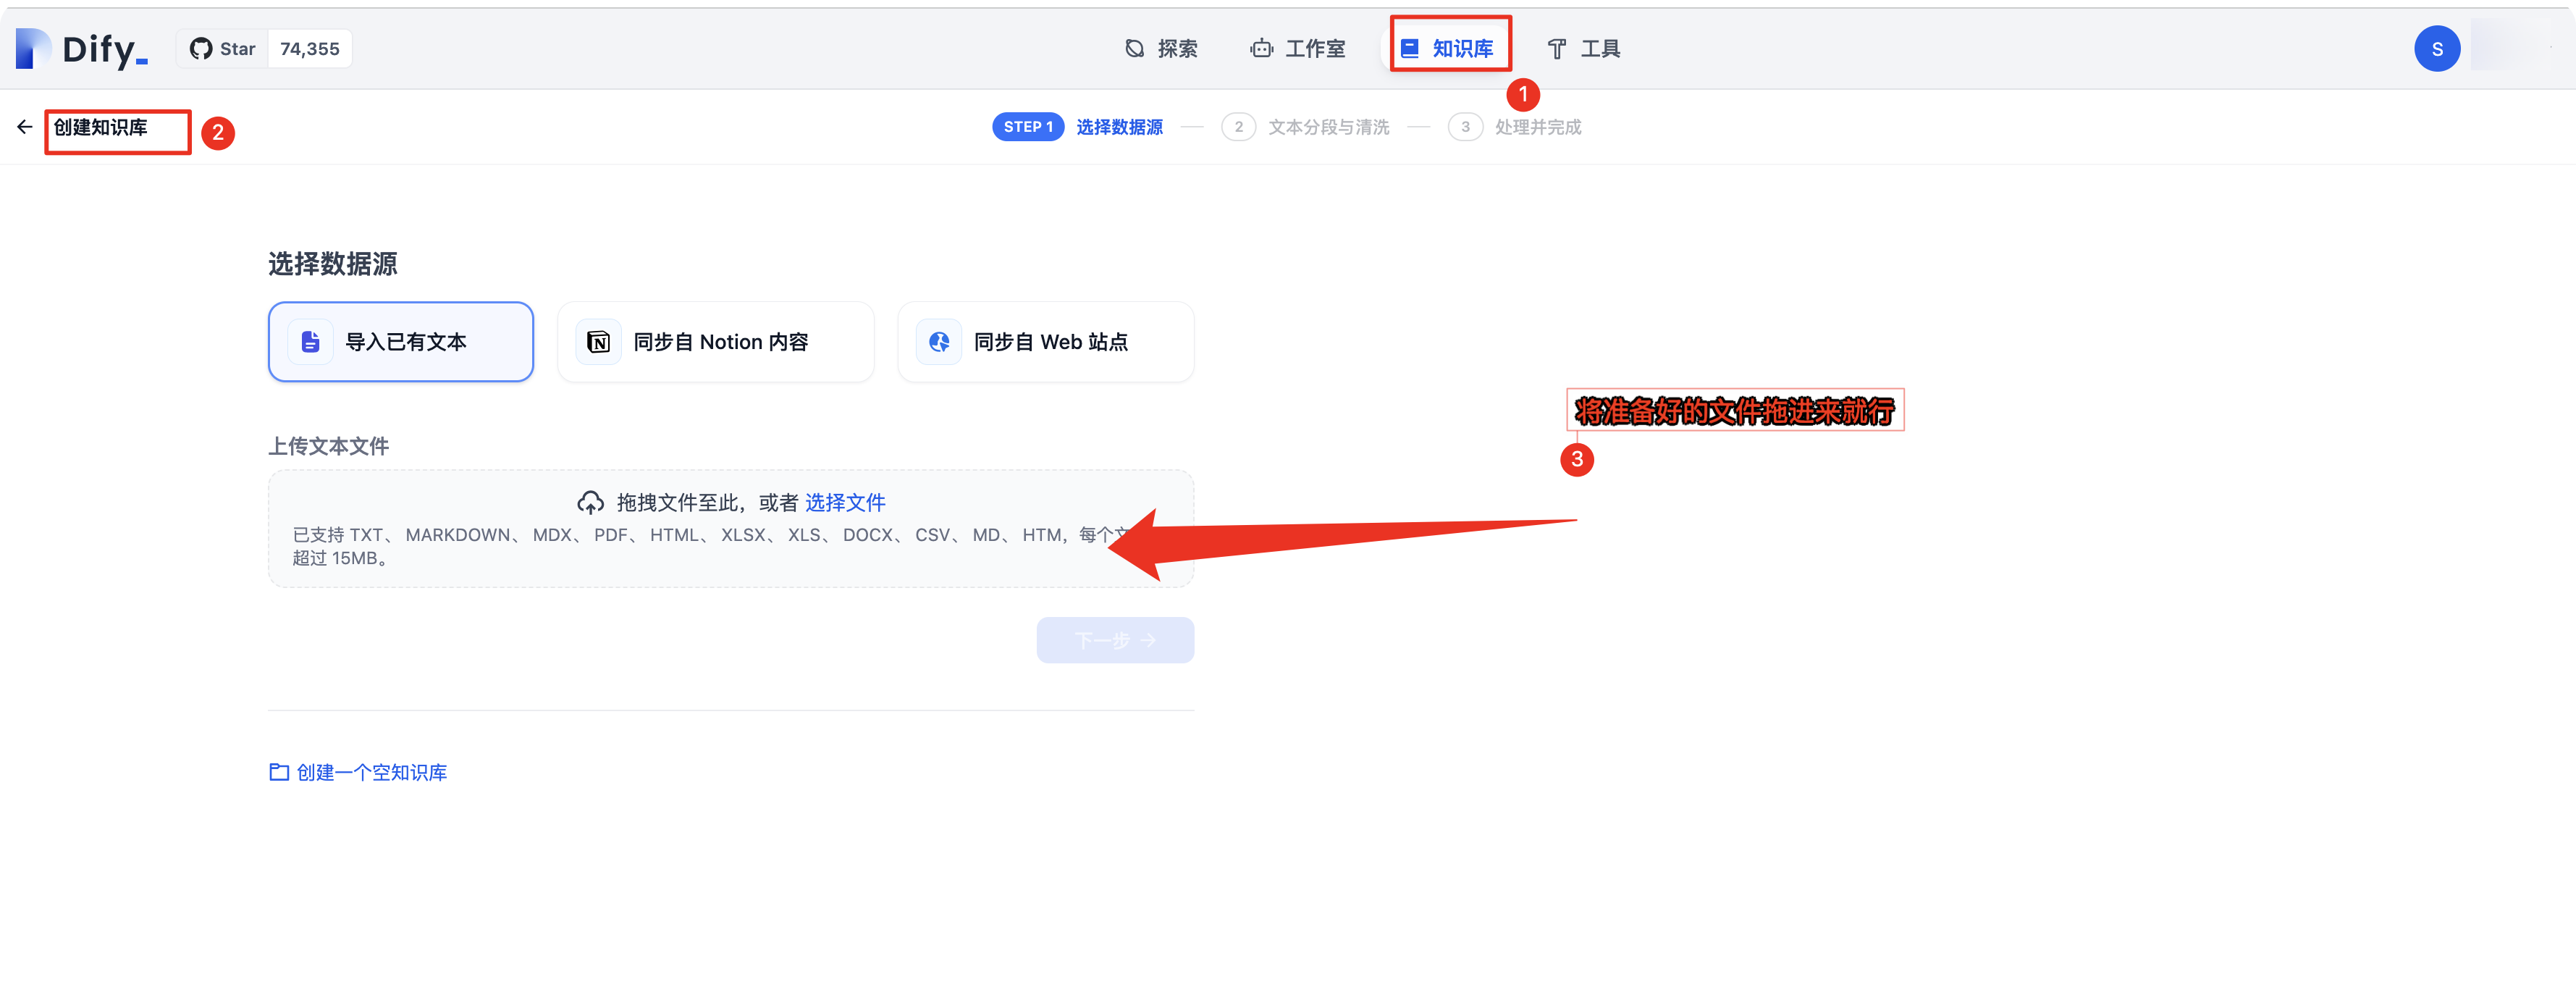 Dify_ Star 74,355 探索 工作室 知识库 工具 S
1
创建知识库 2 STEP 1 选择数据源 2 文本分段与清洗 3 处理并完成
选择数据源
导入已有文本 同步自 Notion 内容 同步自 Web 站点
将准备好的文件拖进来就行
3
上传文本文件
拖拽文件至此，或者 选择文件
已支持 TXT、 MARKDOWN、 MDX、 PDF、 HTML、 XLSX、 XLS、 DOCX、 CSV、 MD、 HTM，每个
超过 15MB。
下一步 →
创建一个空知识库